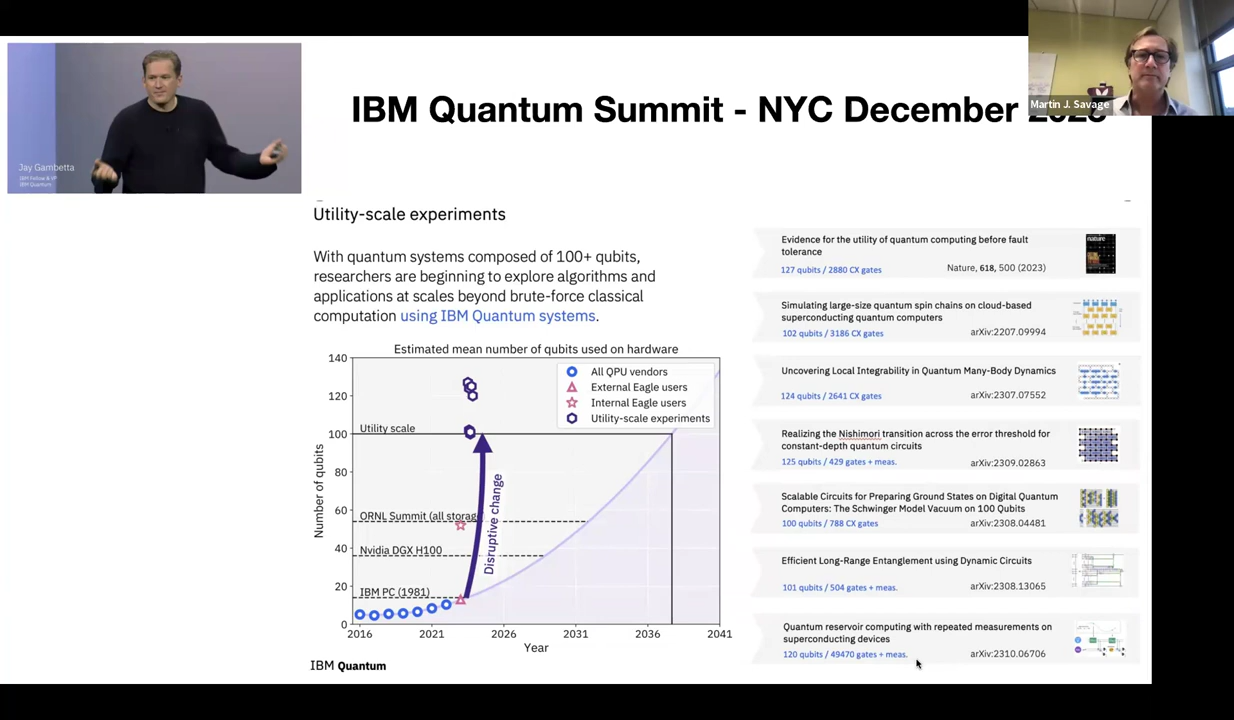 IBM Quantum Summit - NYC December
Martin J. Savage
Jay Gambetta
IBM Fellow & VP
IBM Quantum
Utility-scale experiments
With quantum systems composed of 100+ qubits,
researchers are beginning to explore algorithms and
applications at scales beyond brute-force classical
computation using IBM Quantum systems.
Estimated mean number of qubits used on hardware
140
120
100
80
60
40
20
0
Number of qubits
All QPU vendors
External Eagle users
Internal Eagle users
Utility-scale experiments
Utility scale
ORNL Summit (all storag
Nvidia DGX H100
IBM PC (1981)
Disruptive change
2016
2021
2026
2031
2036
2041
Year
IBM Quantum
Evidence for the utility of quantum computing before fault
tolerance
127 qubits / 2880 CX gates
Nature, 618, 500 (2023)
nature
Simulating large-size quantum spin chains on cloud-based
superconducting quantum computers
102 qubits / 3186 CX gates
arXiv:2207.09994
Uncovering Local Integrability in Quantum Many-Body Dynamics
124 qubits / 2641 CX gates
arXiv:2307.07552
Realizing the Nishimori transition across the error threshold for
constant-depth quantum circuits
125 qubits / 429 gates + meas.
arXiv:2309.02863
Scalable Circuits for Preparing Ground States on Digital Quantum
Computers: The Schwinger Model Vacuum on 100 Qubits
100 qubits / 788 CX gates
arXiv:2308.04481
Efficient Long-Range Entanglement using Dynamic Circuits
101 qubits / 504 gates + meas.
arXiv:2308.13065
Quantum reservoir computing with repeated measurements on
superconducting devices
120 qubits / 49470 gates + meas.
arXiv:2310.06706